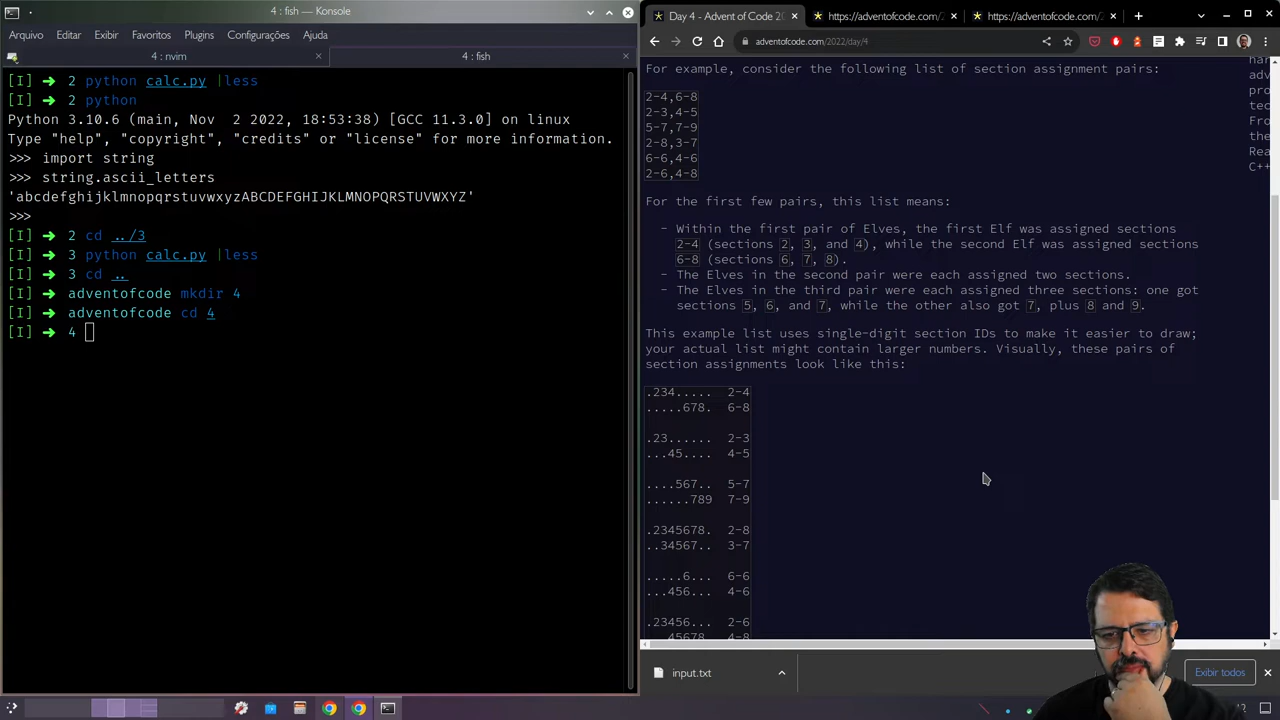 4 : fish — Konsole
Arquivo Editar Exibir Favoritos Plugins Configurações Ajuda
4 : nvim
4 : fish
[I] ➜ 2 python calc.py |less
[I] ➜ 2 python
Python 3.10.6 (main, Nov 2 2022, 18:53:38) [GCC 11.3.0] on linux
Type "help", "copyright", "credits" or "license" for more information.
>>> import string
>>> string.ascii_letters
'abcdefghijklmnopqrstuvwxyzABCDEFGHIJKLMNOPQRSTUVWXYZ'
>>>
[I] ➜ 2 cd ../3
[I] ➜ 3 python calc.py |less
[I] ➜ 3 cd ..
[I] ➜ adventofcode mkdir 4
[I] ➜ adventofcode cd 4
[I] ➜ 4
Day 4 - Advent of Code 20
https://adventofcode.com/2022/
https://adventofcode.com/2022/
adventofcode.com/2022/day/4
For example, consider the following list of section assignment pairs:
2-4,6-8
2-3,4-5
5-7,7-9
2-8,3-7
6-6,4-6
2-6,4-8
For the first few pairs, this list means:
- Within the first pair of Elves, the first Elf was assigned sections
2-4 (sections 2, 3, and 4), while the second Elf was assigned sections
6-8 (sections 6, 7, 8).
- The Elves in the second pair were each assigned two sections.
- The Elves in the third pair were each assigned three sections: one got
sections 5, 6, and 7, while the other also got 7, plus 8 and 9.
This example list uses single-digit section IDs to make it easier to draw;
your actual list might contain larger numbers. Visually, these pairs of
section assignments look like this:
.234..... 2-4
.....678. 6-8
.23...... 2-3
...45.... 4-5
....567.. 5-7
......789 7-9
.2345678. 2-8
..34567.. 3-7
.....6... 6-6
...456... 4-6
.23456... 2-6
...45678. 4-8
har
adv
pro
tec
Fro
the
Rea
C++
input.txt
Exibir todos